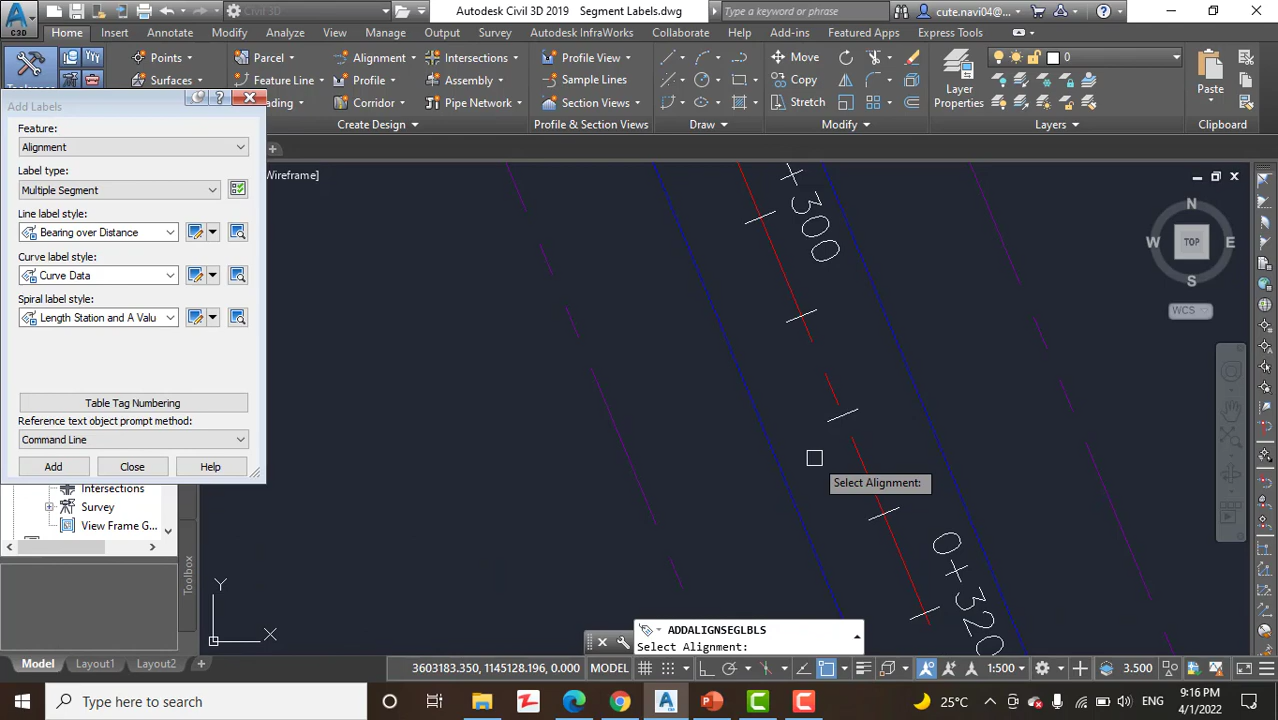 Civil 3D
Autodesk Civil 3D 2019 Segment Labels.dwg
Type a keyword or phrase
cute.navi04@...
C3D
Home Insert Annotate Modify Analyze View Manage Output Survey Autodesk InfraWorks Collaborate Help Add-ins Featured Apps Express Tools
Points
Surfaces
Parcel
Feature Line
ading
Alignment
Profile
Corridor
Intersections
Assembly
Pipe Network
Create Design
Profile View
Sample Lines
Section Views
Profile & Section Views
Draw
Move
Copy
Stretch
Modify
Layer
Properties
0
Layers
Paste
Clipboard
Add Labels
Feature:
Alignment
Label type:
Multiple Segment
Line label style:
Bearing over Distance
Curve label style:
Curve Data
Spiral label style:
Length Station and A Valu
Table Tag Numbering
Reference text object prompt method:
Command Line
Add Close Help
Intersections
Survey
View Frame G...
Toolbox
Wireframe]
+300
0+320
N
W TOP E
S
WCS
Select Alignment:
Y
X
ADDALIGNSEGLBLS
Select Alignment:
Model Layout1 Layout2 +
3603183.350, 1145128.196, 0.000 MODEL
1:500
3.500
Type here to search
25°C
ENG
9:16 PM
4/1/2022